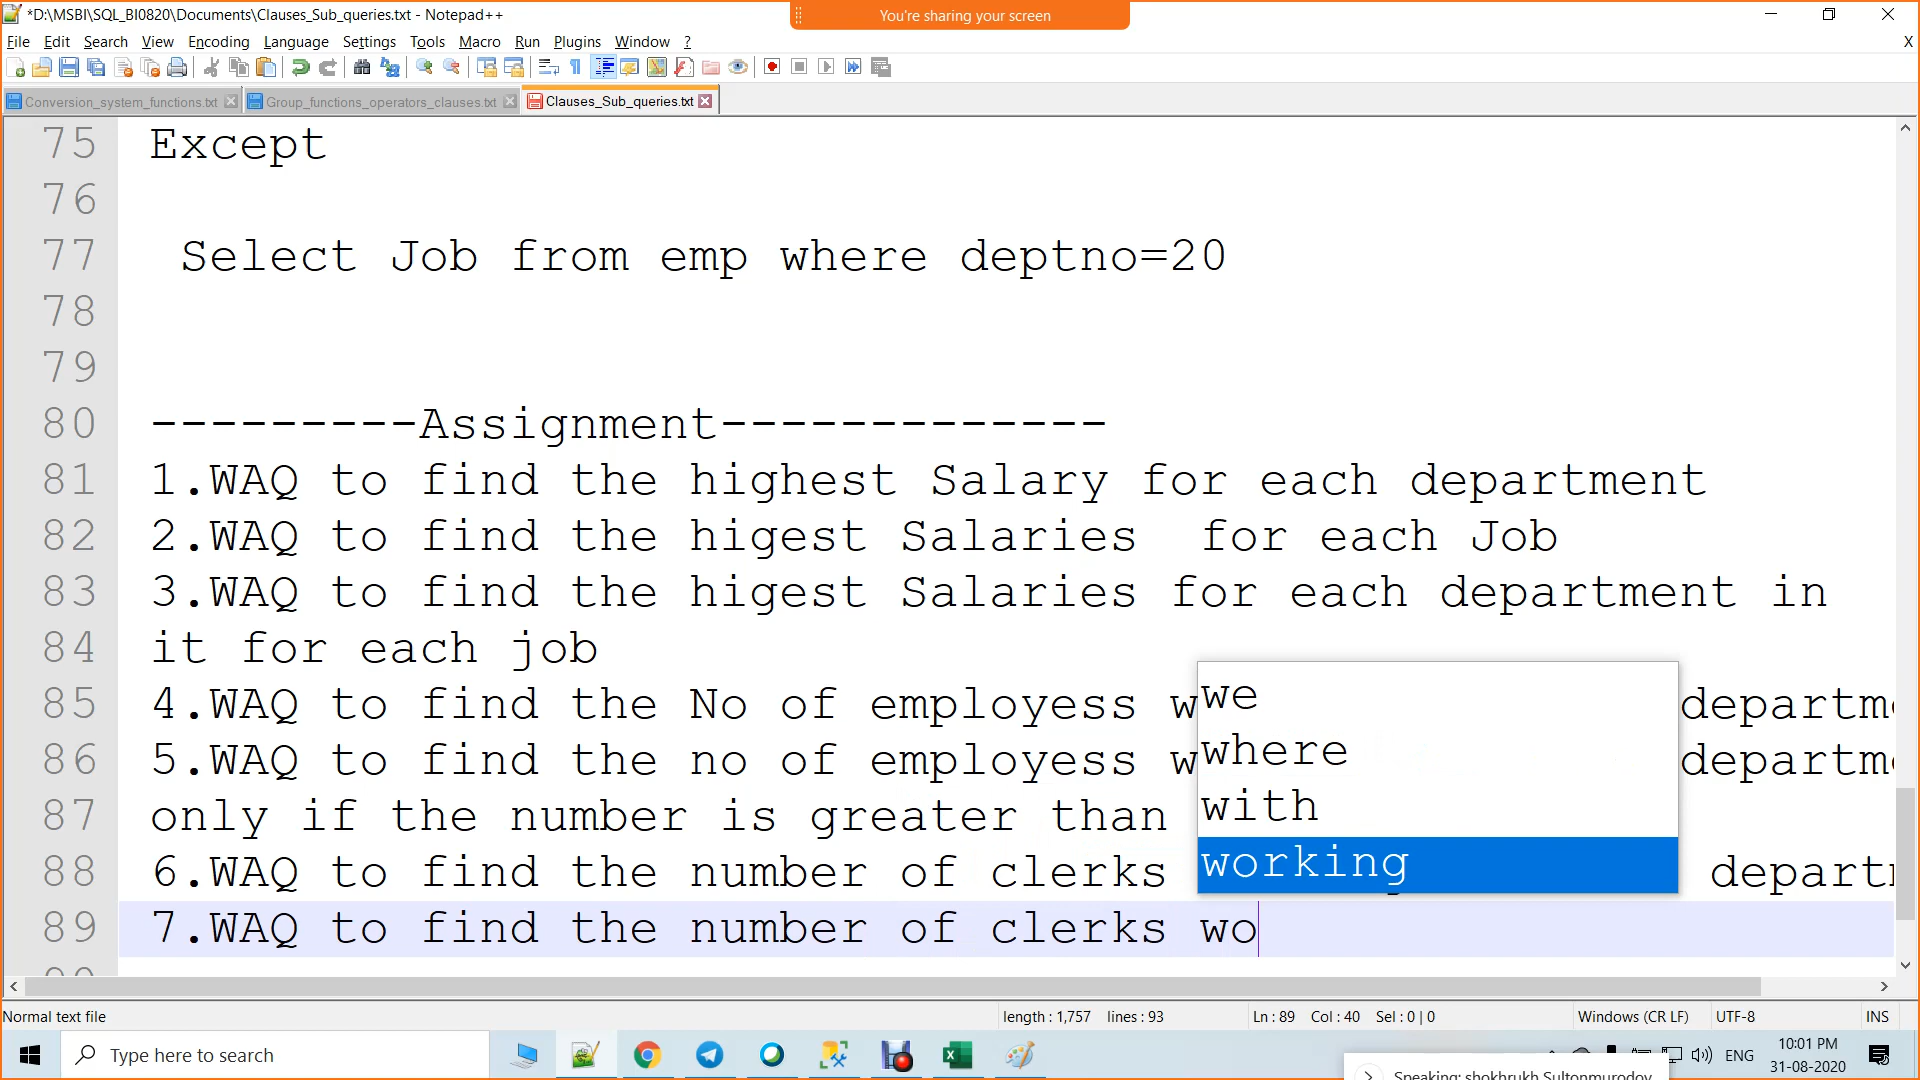 *D:\MSBI\SQL_BI0820\Documents\Clauses_Sub_queries.txt - Notepad++
You're sharing your screen
File Edit Search View Encoding Language Settings Tools Macro Run Plugins Window ?
X
Conversion_system_functions.txt Group_functions_operators_clauses.txt Clauses_Sub_queries.txt
75 Except
76
77 Select Job from emp where deptno=20
78
79
80 ---------Assignment-------------
81 1.WAQ to find the highest Salary for each department
82 2.WAQ to find the higest Salaries  for each Job
83 3.WAQ to find the higest Salaries for each department in
84 it for each job
85 4.WAQ to find the No of employess w departm
86 5.WAQ to find the no of employess w departm
87 only if the number is greater than
88 6.WAQ to find the number of clerks depart
89 7.WAQ to find the number of clerks wo
we
where
with
working
Normal text file length : 1,757 lines : 93 Ln : 89 Col : 40 Sel : 0 | 0 Windows (CR LF) UTF-8 INS
Type here to search
ENG
10:01 PM
31-08-2020
Speaking: shokhrukh Sultonmurodov